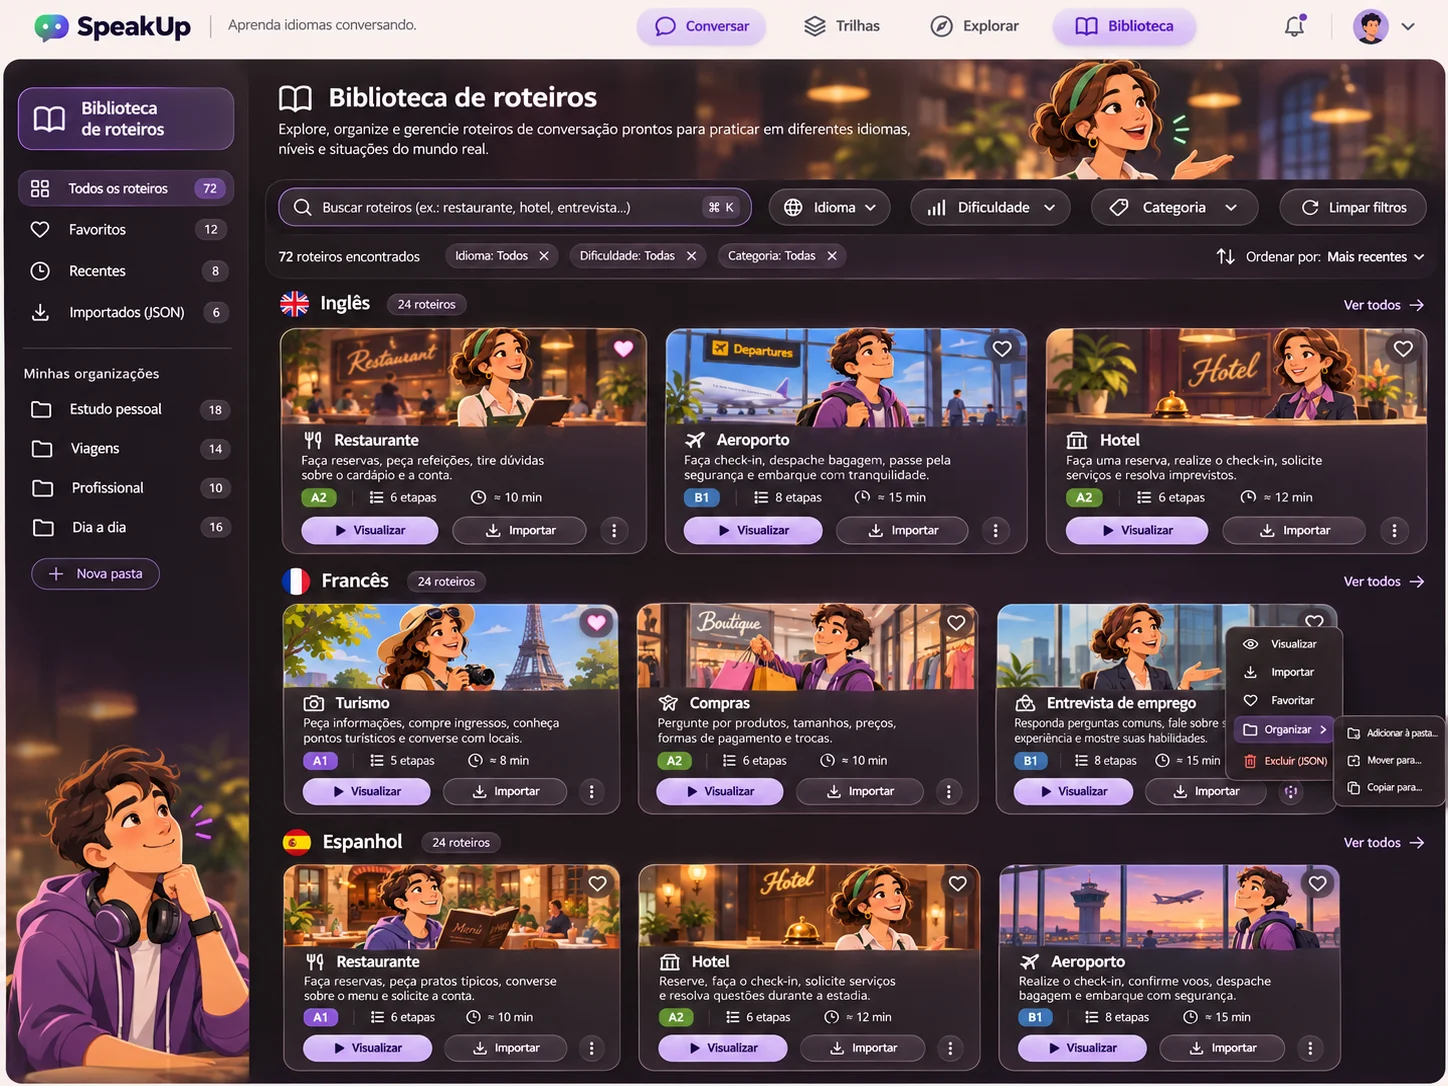 SpeakUp
Aprenda idiomas conversando.
Conversar
Trilhas
Explorar
Biblioteca
Biblioteca
de roteiros
Todos os roteiros 72
Favoritos 12
Recentes 8
Importados (JSON) 6
Minhas organizações
Estudo pessoal 18
Viagens 14
Profissional 10
Dia a dia 16
+ Nova pasta
Biblioteca de roteiros
Explore, organize e gerencie roteiros de conversação prontos para praticar em diferentes idiomas,
níveis e situações do mundo real.
Buscar roteiros (ex.: restaurante, hotel, entrevista...) ⌘ K
Idioma
Dificuldade
Categoria
Limpar filtros
72 roteiros encontrados
Idioma: Todos ×
Dificuldade: Todas ×
Categoria: Todas ×
Ordenar por: Mais recentes
Inglês 24 roteiros
Ver todos →
Restaurant
Restaurante
Faça reservas, peça refeições, tire dúvidas
sobre o cardápio e a conta.
A2 6 etapas ≈ 10 min
Visualizar Importar
Departures
Aeroporto
Faça check-in, despache bagagem, passe pela
segurança e embarque com tranquilidade.
B1 8 etapas ≈ 15 min
Visualizar Importar
Hotel
Hotel
Faça uma reserva, realize o check-in, solicite
serviços e resolva imprevistos.
A2 6 etapas ≈ 12 min
Visualizar Importar
Francês 24 roteiros
Ver todos →
Turismo
Peça informações, compre ingressos, conheça
pontos turísticos e converse com locais.
A1 5 etapas ≈ 8 min
Visualizar Importar
Boutique
Compras
Pergunte por produtos, tamanhos, preços,
formas de pagamento e trocas.
A2 6 etapas ≈ 10 min
Visualizar Importar
Entrevista de emprego
Responda perguntas comuns, fale sobre s
experiência e mostre suas habilidades.
B1 8 etapas ≈ 15 min
Visualizar Importar
Visualizar
Importar
Favoritar
Organizar
Excluir (JSON)
Adicionar à pasta...
Mover para...
Copiar para...
Espanhol 24 roteiros
Ver todos →
Menú
Restaurante
Faça reservas, peça pratos típicos, converse
sobre o menu e solicite a conta.
A1 6 etapas ≈ 10 min
Visualizar Importar
Hotel
Hotel
Reserve, faça o check-in, solicite serviços
e resolva questões durante a estadia.
A2 6 etapas ≈ 12 min
Visualizar Importar
Aeroporto
Realize o check-in, confirme voos, despache
bagagem e embarque com segurança.
B1 8 etapas ≈ 15 min
Visualizar Importar